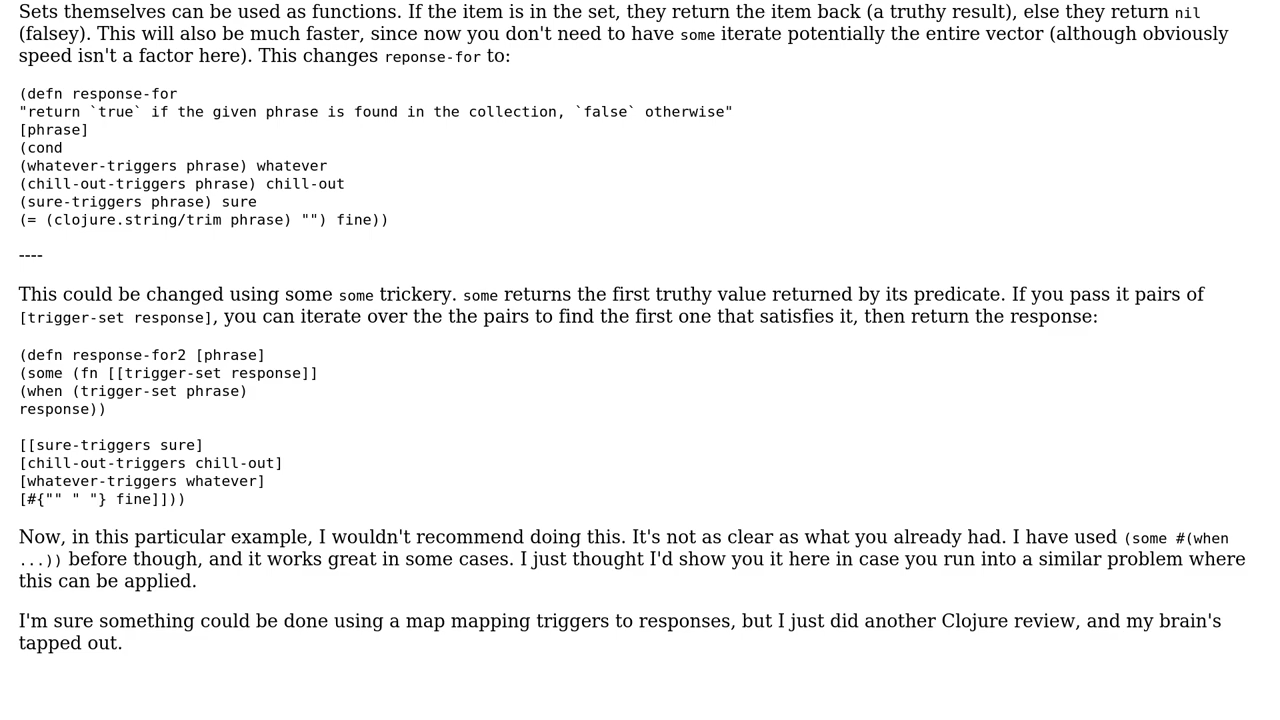 Sets themselves can be used as functions. If the item is in the set, they return the item back (a truthy result), else they return nil
(falsey). This will also be much faster, since now you don't need to have some iterate potentially the entire vector (although obviously
speed isn't a factor here). This changes reponse-for to:
(defn response-for
"return `true` if the given phrase is found in the collection, `false` otherwise"
[phrase]
(cond
(whatever-triggers phrase) whatever
(chill-out-triggers phrase) chill-out
(sure-triggers phrase) sure
(= (clojure.string/trim phrase) "") fine))
----
This could be changed using some some trickery. some returns the first truthy value returned by its predicate. If you pass it pairs of
[trigger-set response], you can iterate over the the pairs to find the first one that satisfies it, then return the response:
(defn response-for2 [phrase]
(some (fn [[trigger-set response]]
(when (trigger-set phrase)
response))
[[sure-triggers sure]
[chill-out-triggers chill-out]
[whatever-triggers whatever]
[#{"" " "} fine]]))
Now, in this particular example, I wouldn't recommend doing this. It's not as clear as what you already had. I have used (some #(when
...)) before though, and it works great in some cases. I just thought I'd show you it here in case you run into a similar problem where
this can be applied.
I'm sure something could be done using a map mapping triggers to responses, but I just did another Clojure review, and my brain's
tapped out.